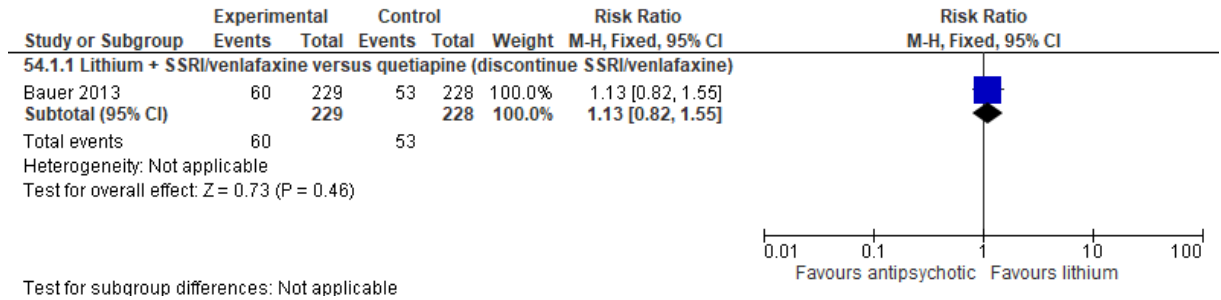 Experimental Control Risk Ratio Risk Ratio
Study or Subgroup Events Total Events Total Weight M-H, Fixed, 95% CI M-H, Fixed, 95% CI
54.1.1 Lithium + SSRI/venlafaxine versus quetiapine (discontinue SSRI/venlafaxine)
Bauer 2013 60 229 53 228 100.0% 1.13 [0.82, 1.55]
Subtotal (95% CI) 229 228 100.0% 1.13 [0.82, 1.55]
Total events 60 53
Heterogeneity: Not applicable
Test for overall effect: Z = 0.73 (P = 0.46)
0.01 0.1 1 10 100
Favours antipsychotic Favours lithium
Test for subgroup differences: Not applicable